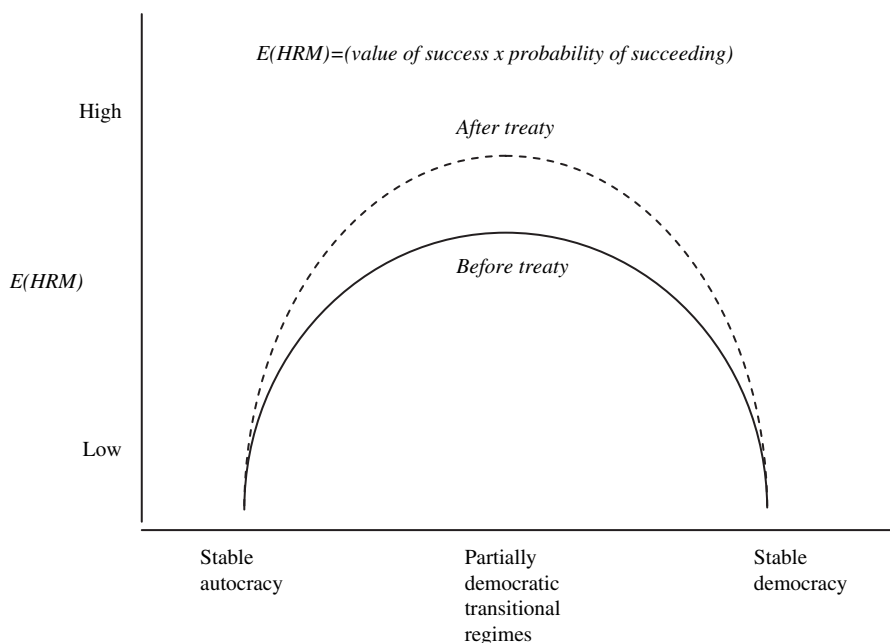 E(HRM)=(value of success x probability of succeeding)
High
After treaty
Before treaty
E(HRM)
Low
Stable
autocracy
Partially
democratic
transitional
regimes
Stable
democracy